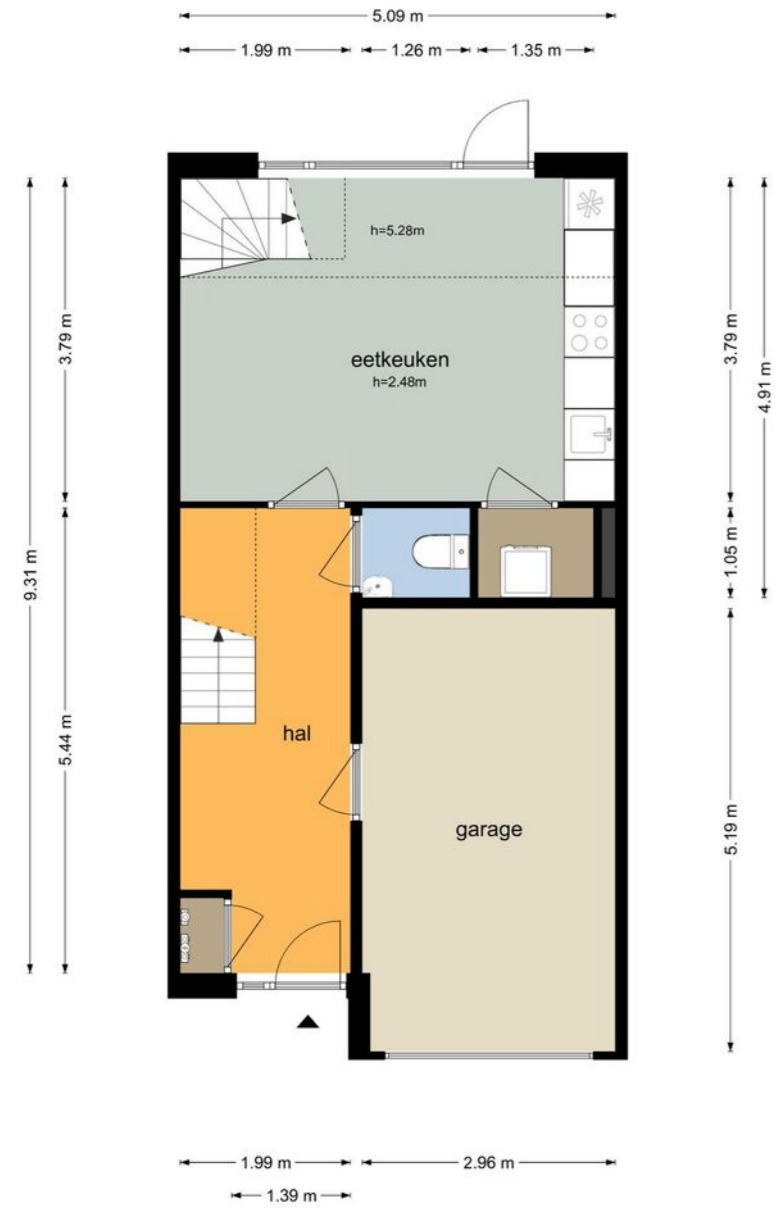 5.09 m
1.99 m
1.26 m
1.35 m
h=5.28m
eetkeuken
h=2.48m
3.79 m
9.31 m
5.44 m
3.79 m
4.91 m
1.05 m
5.19 m
hal
garage
1.99 m
2.96 m
1.39 m